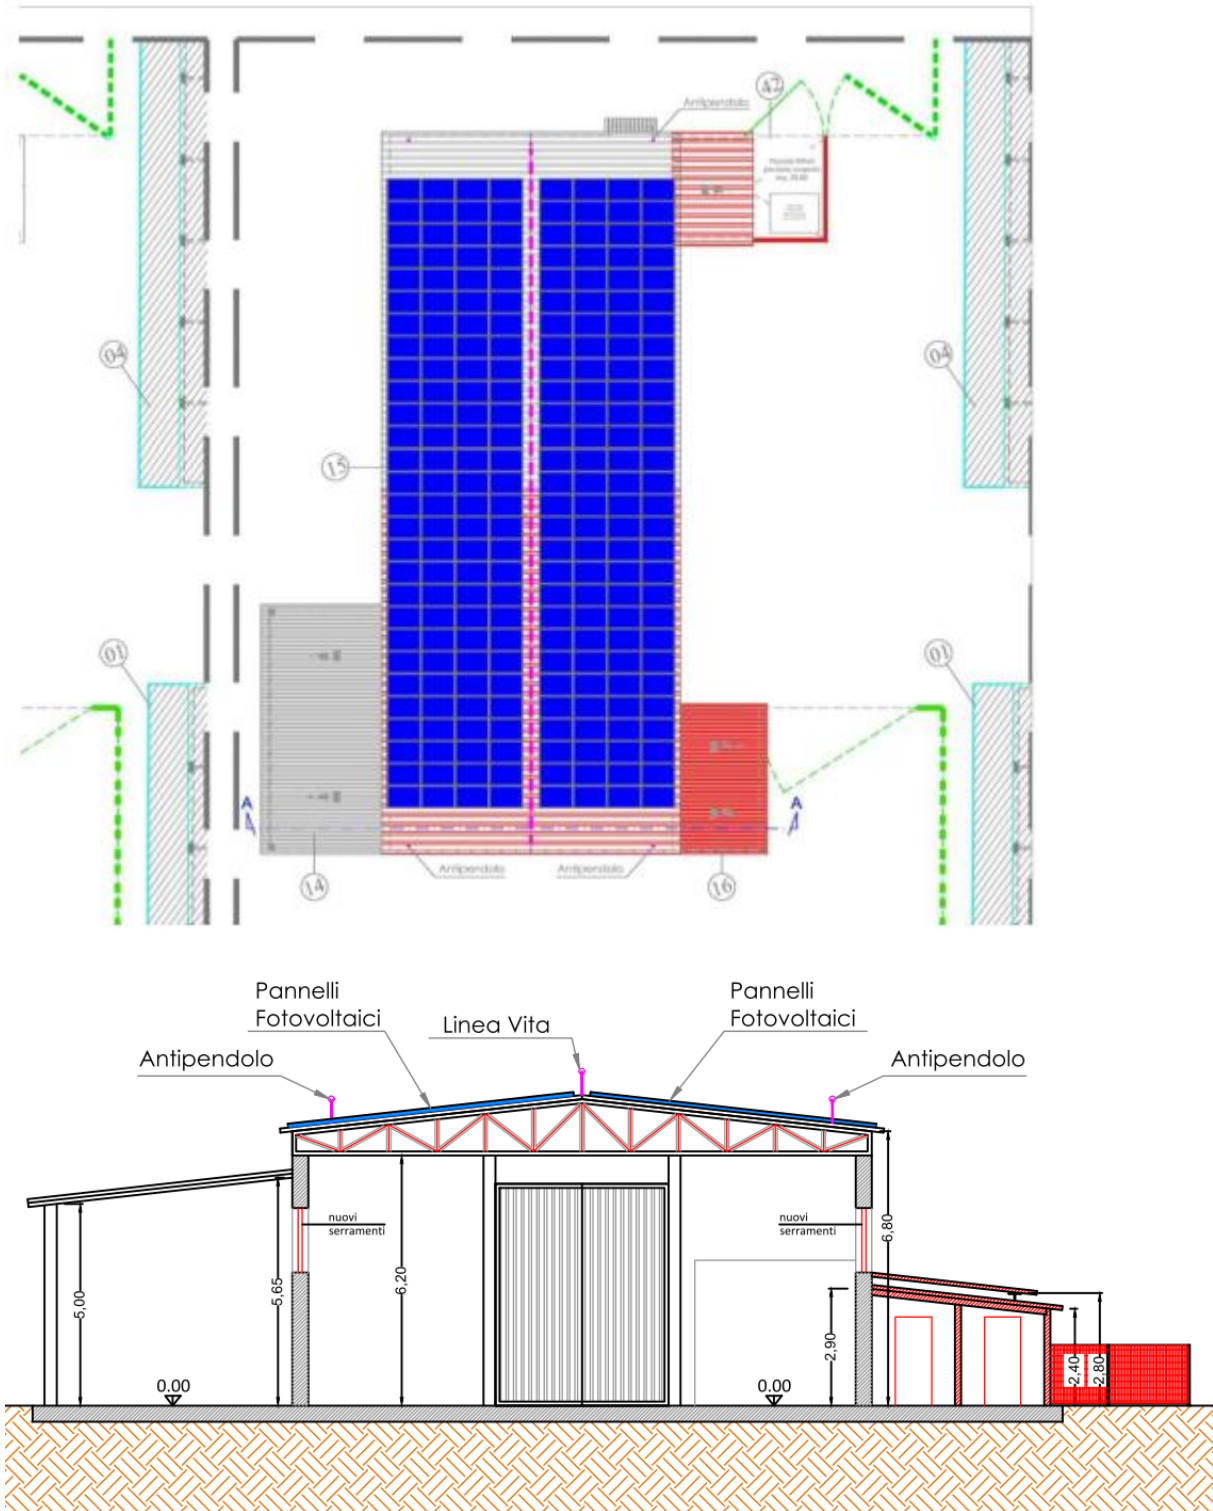 Antipendolo
42
04
04
15
01
01
A
A
14
Antipendolo
Antipendolo
16
Pannelli
Fotovoltaici
Linea Vita
Pannelli
Fotovoltaici
Antipendolo
Antipendolo
nuovi
serramenti
nuovi
serramenti
5,00
5,65
6,20
6,80
2,90
2,40
2,80
0.00
0.00